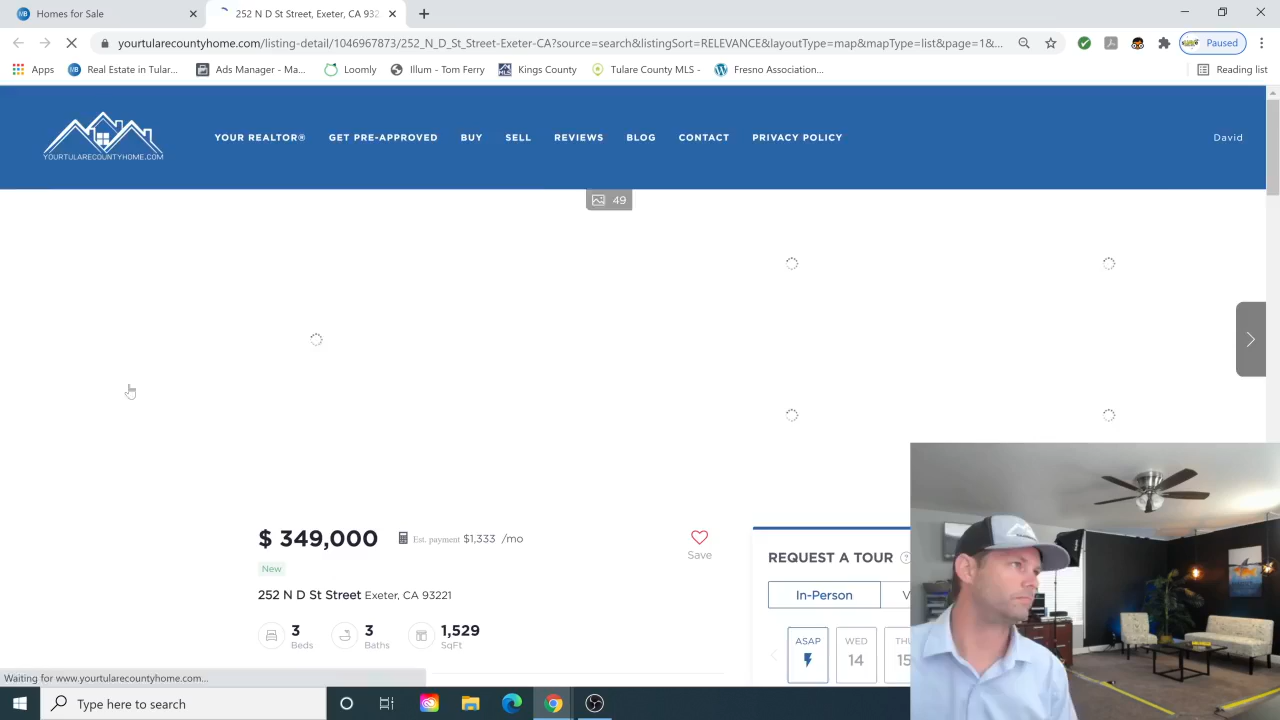 Homes for Sale
252 N D St Street, Exeter, CA 932
yourtularecountyhome.com/listing-detail/1046967873/252_N_D_St_Street_Exeter-CA?source=search&listingSort=RELEVANCE&layoutType=map&mapType=list&page=1&...
Paused
Apps
Real Estate in Tular...
Ads Manager - Ma...
Loomly
Illum - Tom Ferry
Kings County
Tulare County MLS -
Fresno Association...
Reading list
YOURTULARECOUNTYHOME.COM
YOUR REALTOR®
GET PRE-APPROVED
BUY
SELL
REVIEWS
BLOG
CONTACT
PRIVACY POLICY
David
49
$ 349,000
Est. payment $1,333 /mo
Save
New
252 N D St Street Exeter, CA 93221
3
Beds
3
Baths
1,529
SqFt
REQUEST A TOUR ?
In-Person
V
ASAP
WED
14
THU
15
Waiting for www.yourtularecountyhome.com...
Type here to search